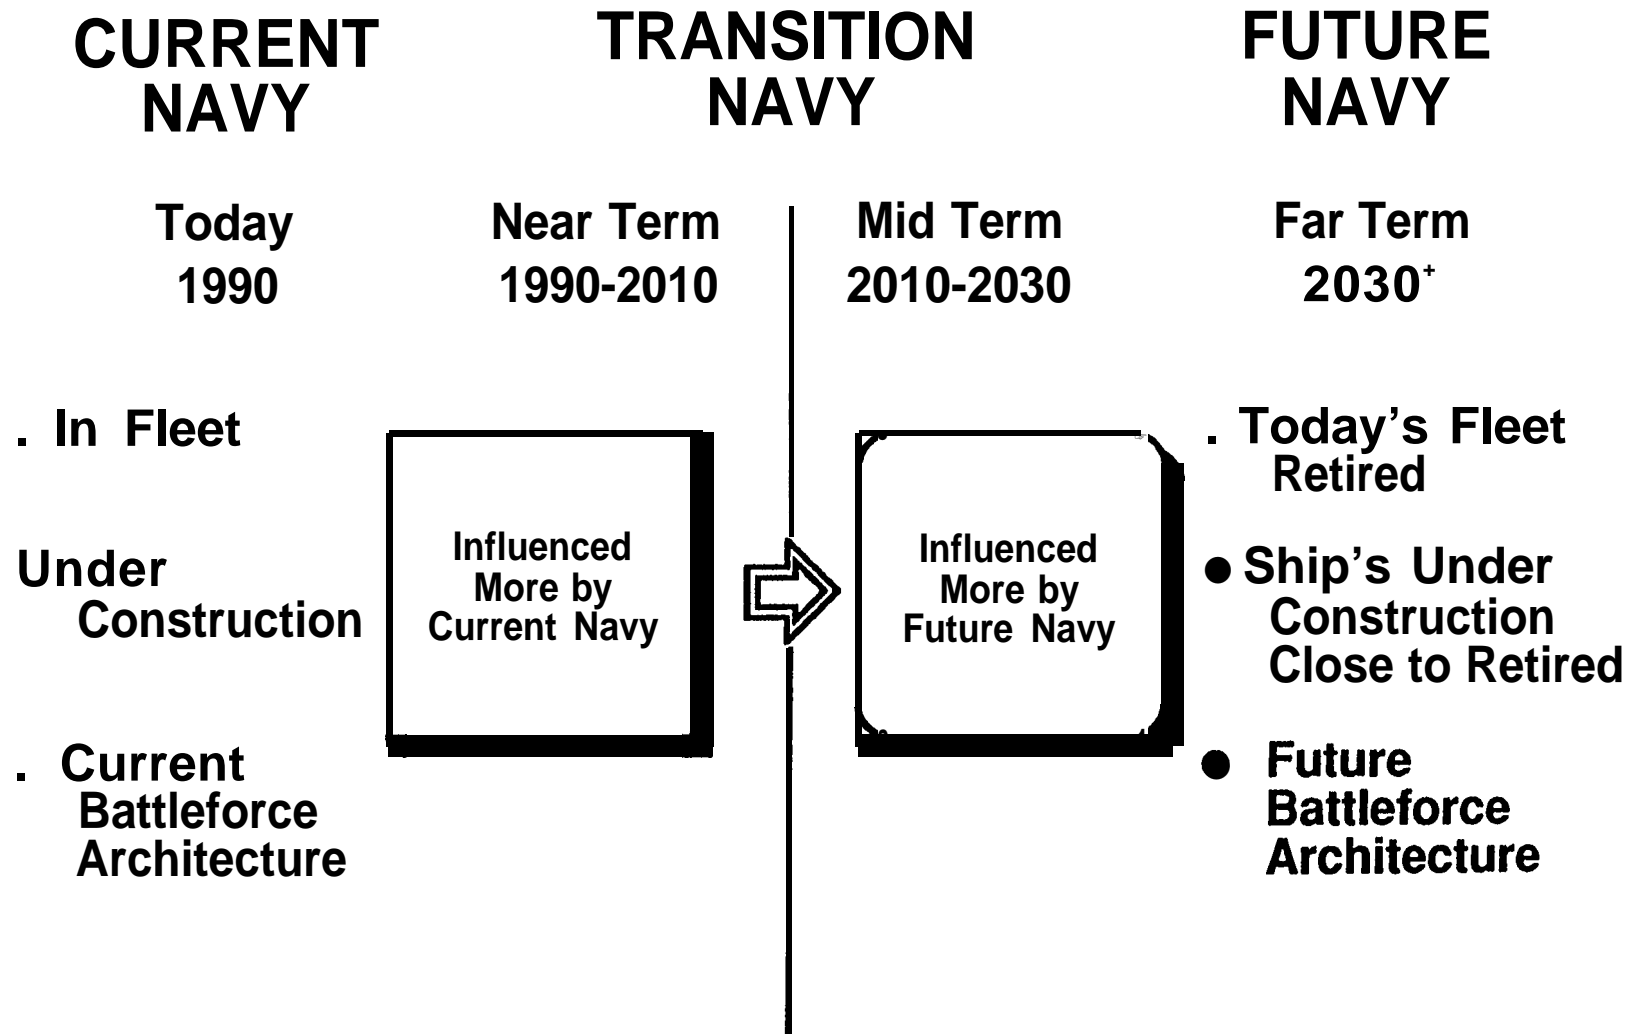 CURRENT
NAVY
TRANSITION
NAVY
FUTURE
NAVY
Today
1990
Near Term
1990-2010
Mid Term
2010-2030
Far Term
2030+
. In Fleet
Under
Construction
. Current
Battleforce
Architecture
Influenced
More by
Current Navy
Influenced
More by
Future Navy
. Today's Fleet
Retired
● Ship's Under
Construction
Close to Retired
● Future
Battleforce
Architecture